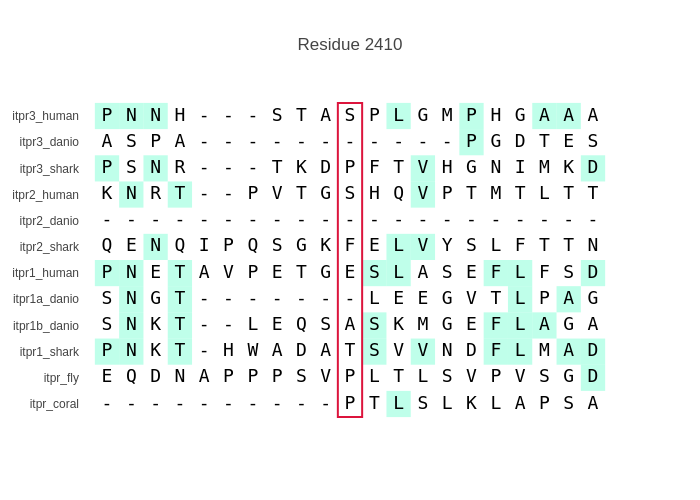 Residue 2410
itpr3_human P N N H - - - S T A S P L G M P H G A A A
itpr3_danio A S P A - - - - - - - - - - - P G D T E S
itpr3_shark P S N R - - - T K D P F T V H G N I M K D
itpr2_human K N R T - - P V T G S H Q V P T M T L T T
itpr2_danio - - - - - - - - - - - - - - - - - - - - -
itpr2_shark Q E N Q I P Q S G K F E L V Y S L F T T N
itpr1_human P N E T A V P E T G E S L A S E F L F S D
itpr1a_danio S N G T - - - - - - - L E E G V T L P A G
itpr1b_danio S N K T - - L E Q S A S K M G E F L A G A
itpr1_shark P N K T - H W A D A T S V V N D F L M A D
itpr_fly E Q D N A P P P S V P L T L S V P V S G D
itpr_coral - - - - - - - - - - P T L S L K L A P S A